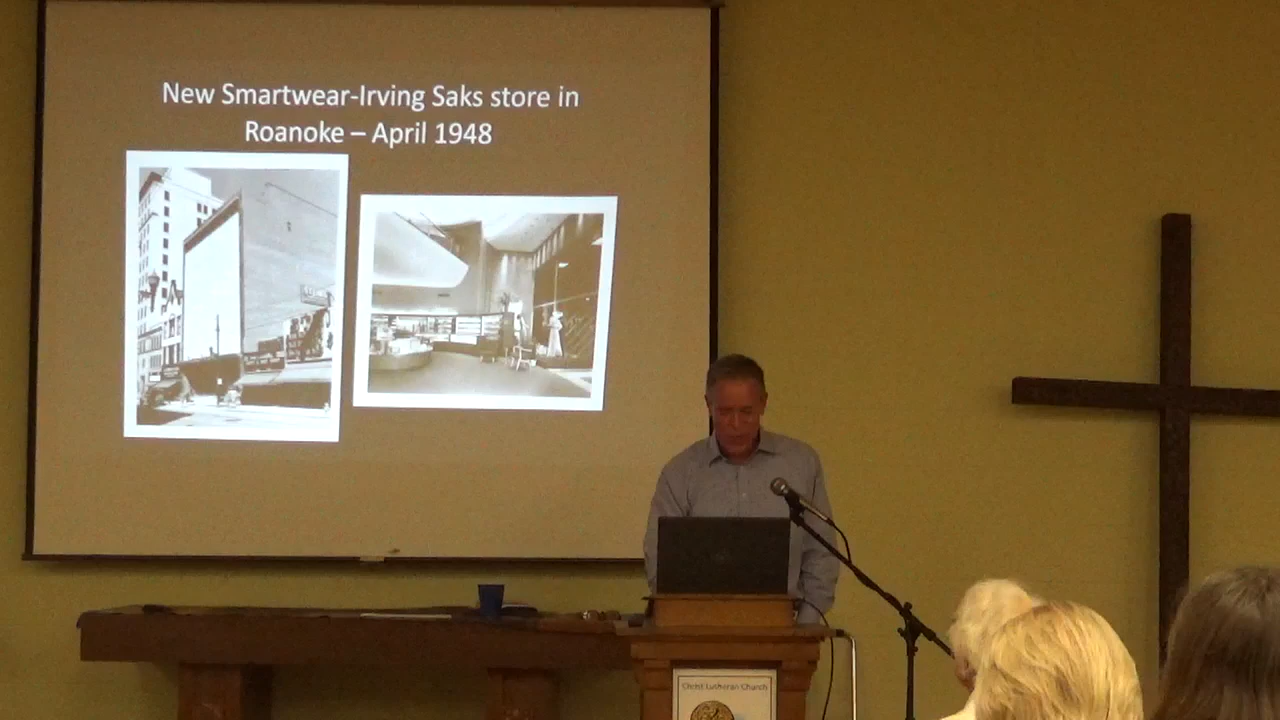 New Smartwear-Irving Saks store in
Roanoke – April 1948
Christ Lutheran Church